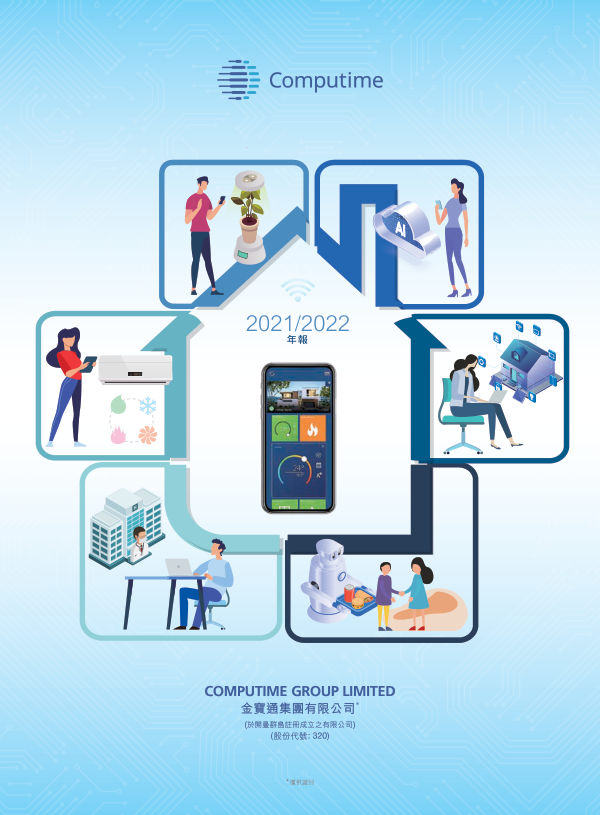 Computime
AI
2021/2022
年報
24°
COMPUTIME GROUP LIMITED
金寶通集團有限公司*
(於開曼群島註冊成立之有限公司)
(股份代號: 320)
* 僅供識別